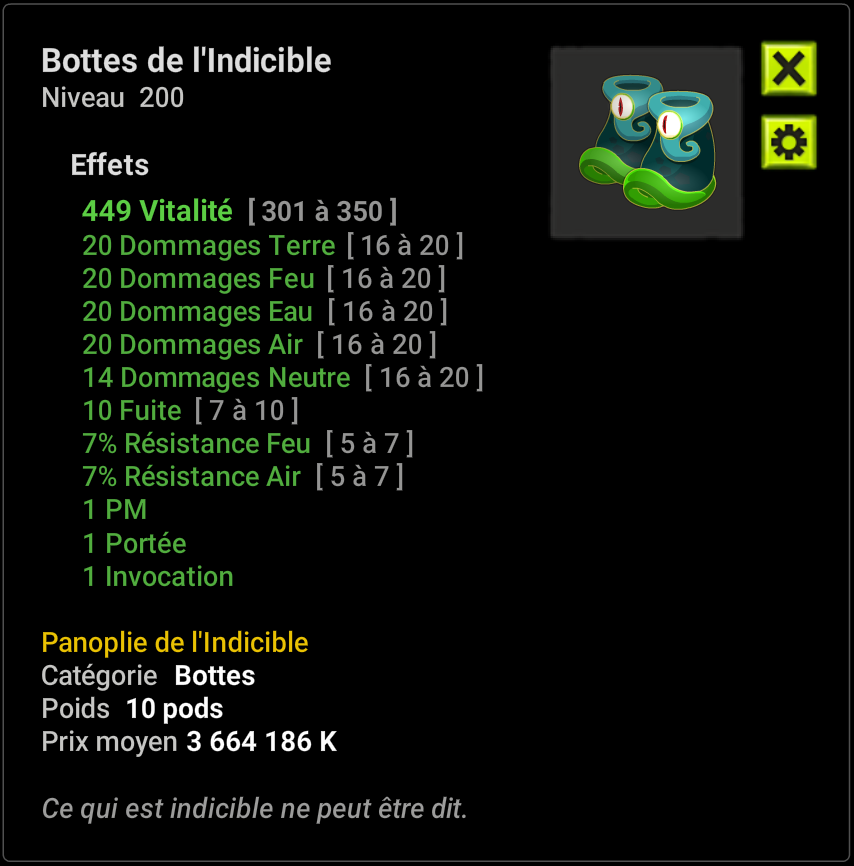 Bottes de l'Indicible
Niveau 200
Effets
449 Vitalité [ 301 à 350 ]
20 Dommages Terre [ 16 à 20 ]
20 Dommages Feu [ 16 à 20 ]
20 Dommages Eau [ 16 à 20 ]
20 Dommages Air [ 16 à 20 ]
14 Dommages Neutre [ 16 à 20 ]
10 Fuite [ 7 à 10 ]
7% Résistance Feu [ 5 à 7 ]
7% Résistance Air [ 5 à 7 ]
1 PM
1 Portée
1 Invocation
Panoplie de l'Indicible
Catégorie Bottes
Poids 10 pods
Prix moyen 3 664 186 K
Ce qui est indicible ne peut être dit.